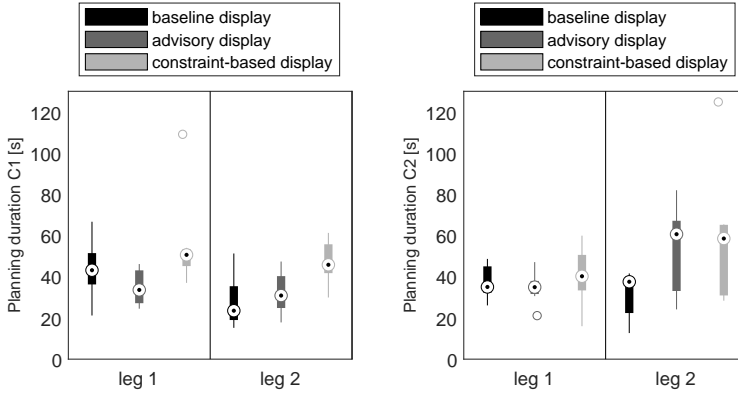 baseline display
advisory display
constraint-based display
Planning duration C1 [s]
120
100
80
60
40
20
0
leg 1
leg 2
baseline display
advisory display
constraint-based display
Planning duration C2 [s]
120
100
80
60
40
20
0
leg 1
leg 2